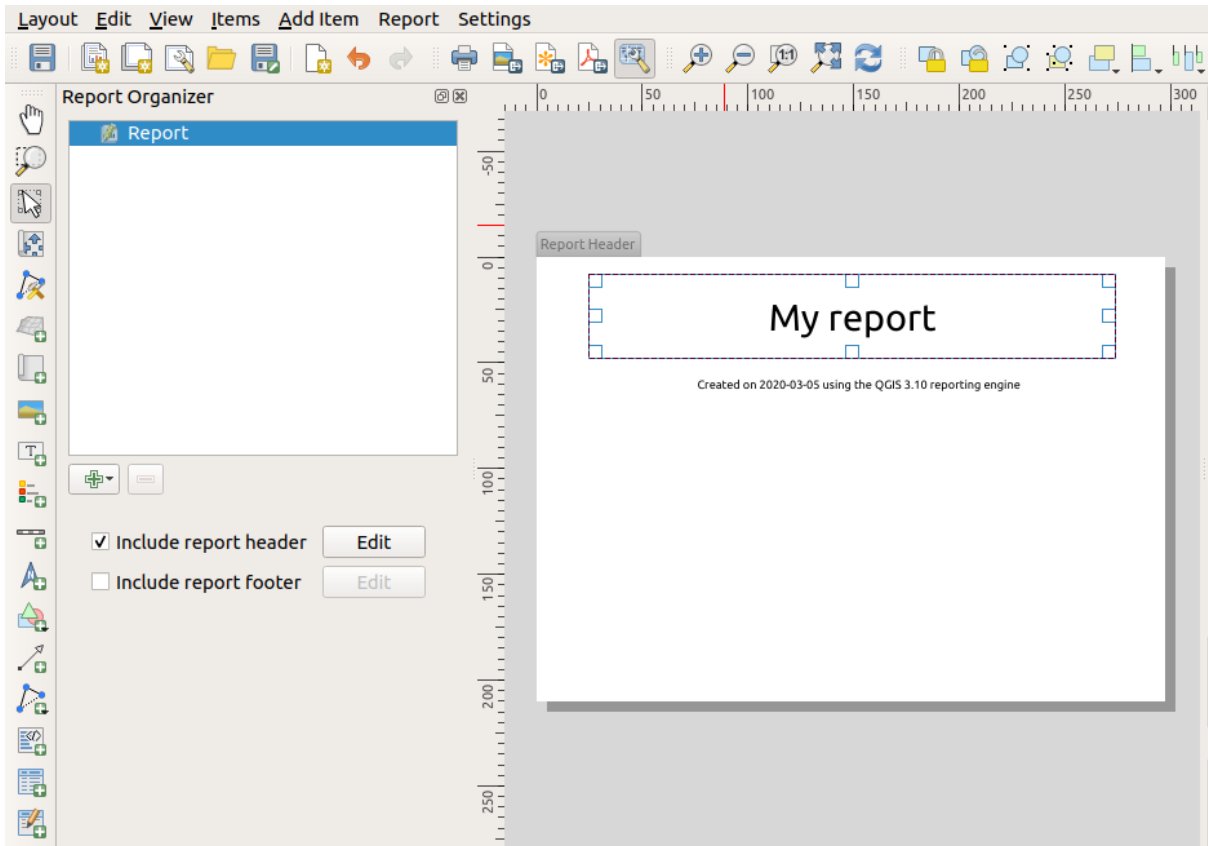 Layout Edit View Items Add Item Report Settings
1:1
Report Organizer
0 50 100 150 200 250 300
Report
-50
Report Header
0
My report
50
Created on 2020-03-05 using the QGIS 3.10 reporting engine
T
100
Include report header Edit
Include report footer Edit
150
200
250